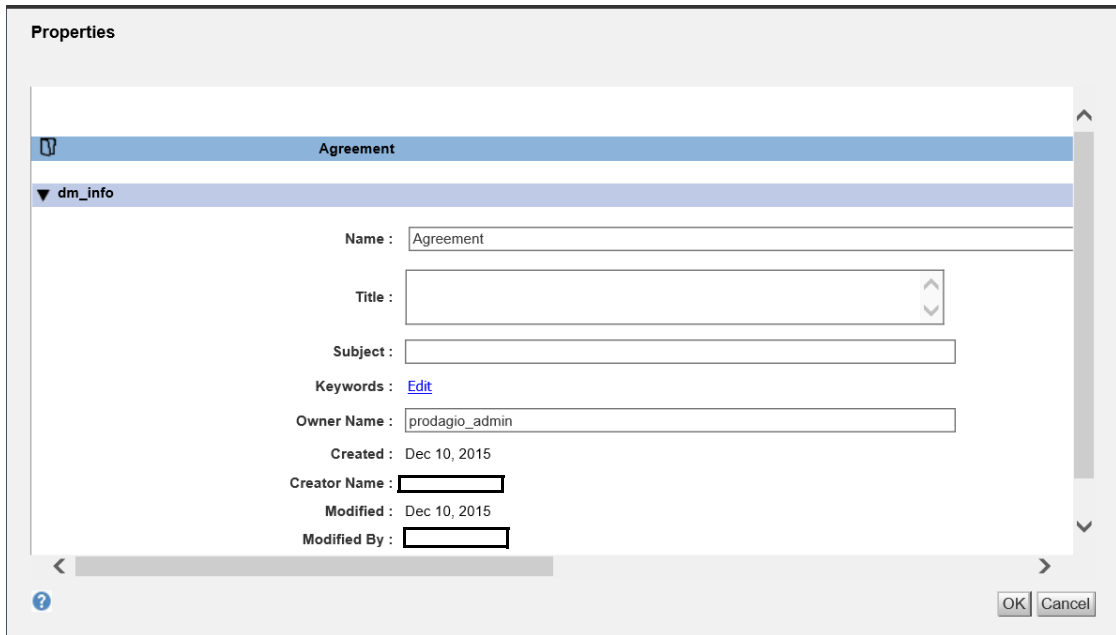 Properties
Agreement
dm_info
Name : Agreement
Title :
Subject :
Keywords : Edit
Owner Name : prodagio_admin
Created : Dec 10, 2015
Creator Name :
Modified : Dec 10, 2015
Modified By :
?
OK Cancel